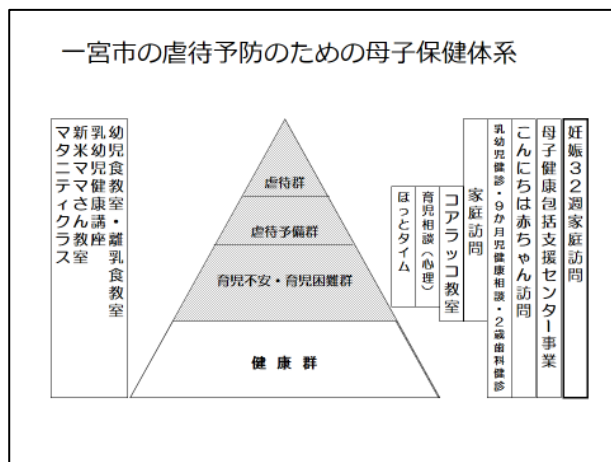 一宮市の虐待予防のための母子保健体系
幼児食教室・離乳食教室
乳幼児健康講座
新米ママさん教室
マタニティクラス
虐待群
虐待予備群
育児不安・育児困難群
健康群
妊娠32週家庭訪問
母子健康包括支援センター事業
こんにちは赤ちゃん訪問
乳幼児健診・9か月児健康相談・2歳歯科健診
家庭訪問
コアラッコ教室
育児相談(心理)
ほっとタイム